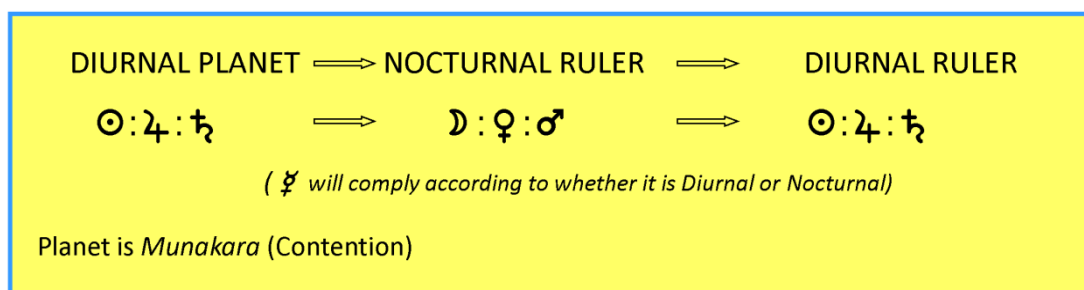 DIURNAL PLANET ⇒ NOCTURNAL RULER ⇒ DIURNAL RULER
☉:♃:♄ ⇒ ☽:♀:♂ ⇒ ☉:♃:♄
( ☿ will comply according to whether it is Diurnal or Nocturnal)
Planet is Munakara (Contention)